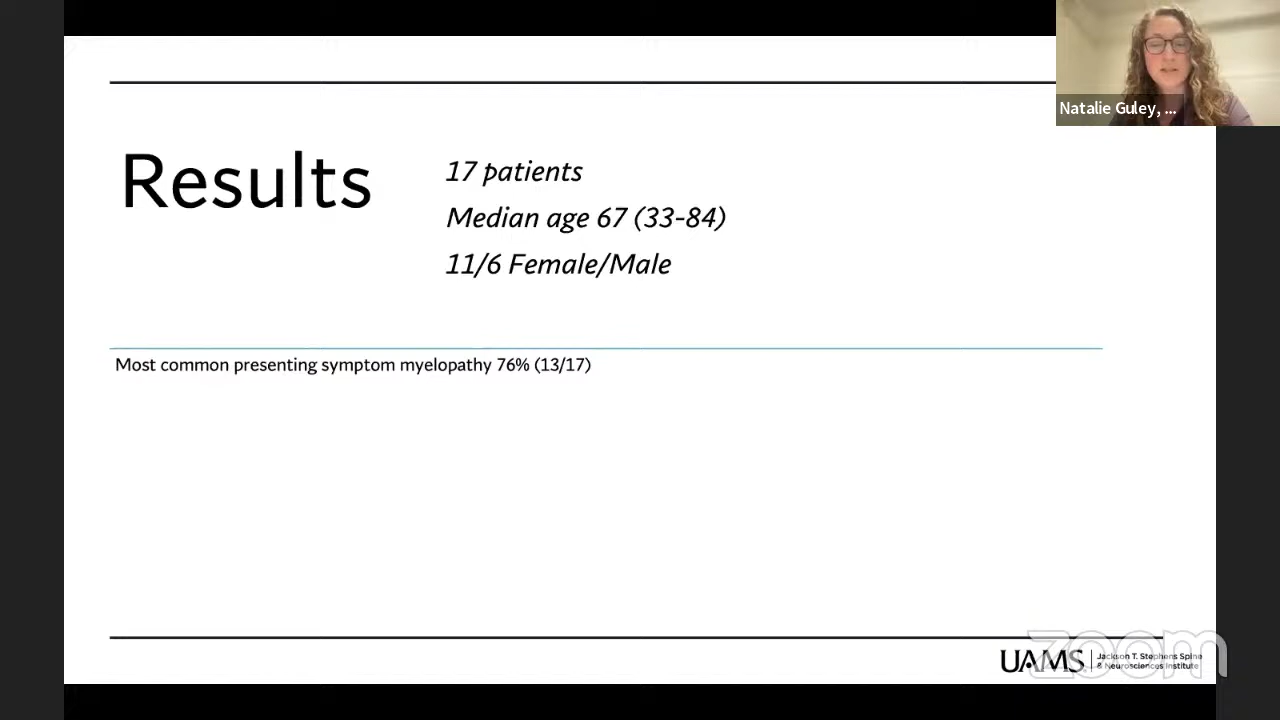 Natalie Guley, ...
Results
17 patients
Median age 67 (33-84)
11/6 Female/Male
Most common presenting symptom myelopathy 76% (13/17)
zoom
UAMS
Jackson T. Stephens Spine
& Neurosciences Institute